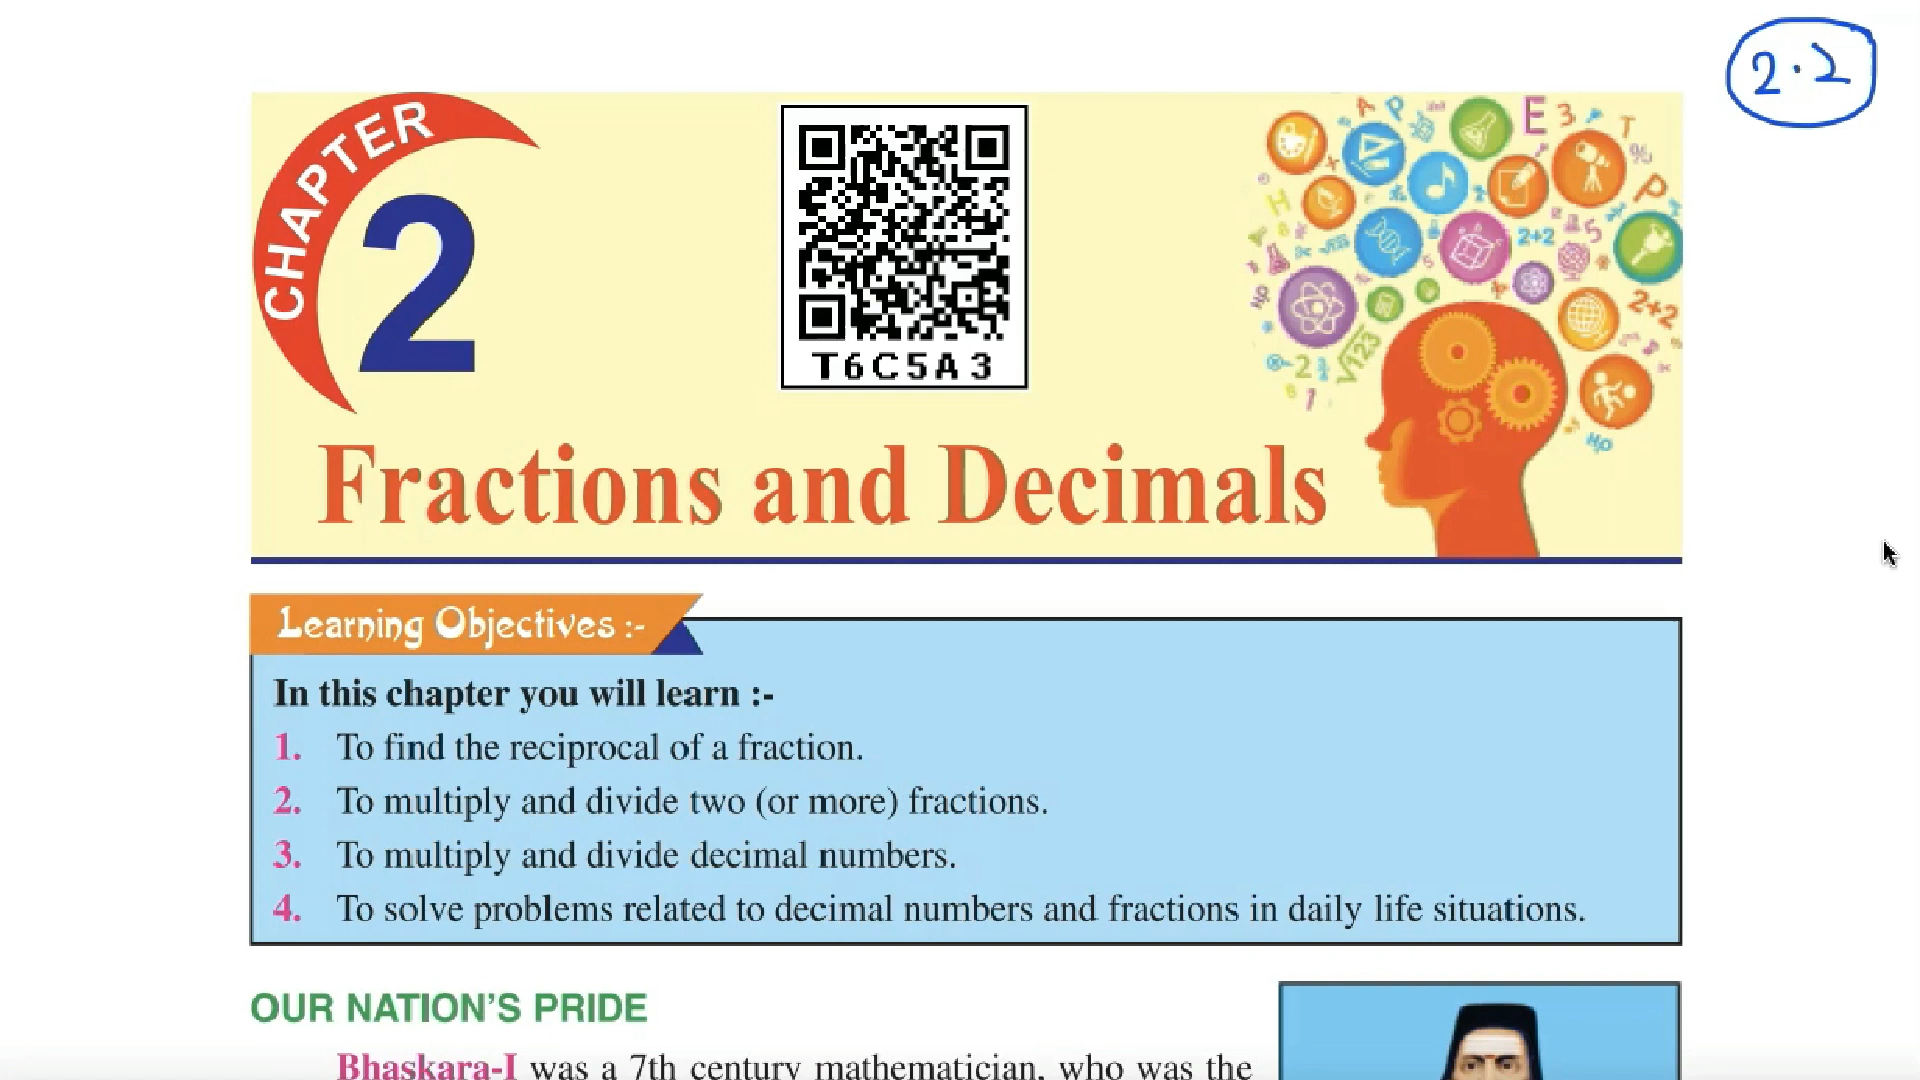 2.2
CHAPTER
2
T6C5A3
Fractions and Decimals
Learning Objectives :-
In this chapter you will learn :-
1. To find the reciprocal of a fraction.
2. To multiply and divide two (or more) fractions.
3. To multiply and divide decimal numbers.
4. To solve problems related to decimal numbers and fractions in daily life situations.
OUR NATION'S PRIDE
Bhaskara-I was a 7th century mathematician, who was the